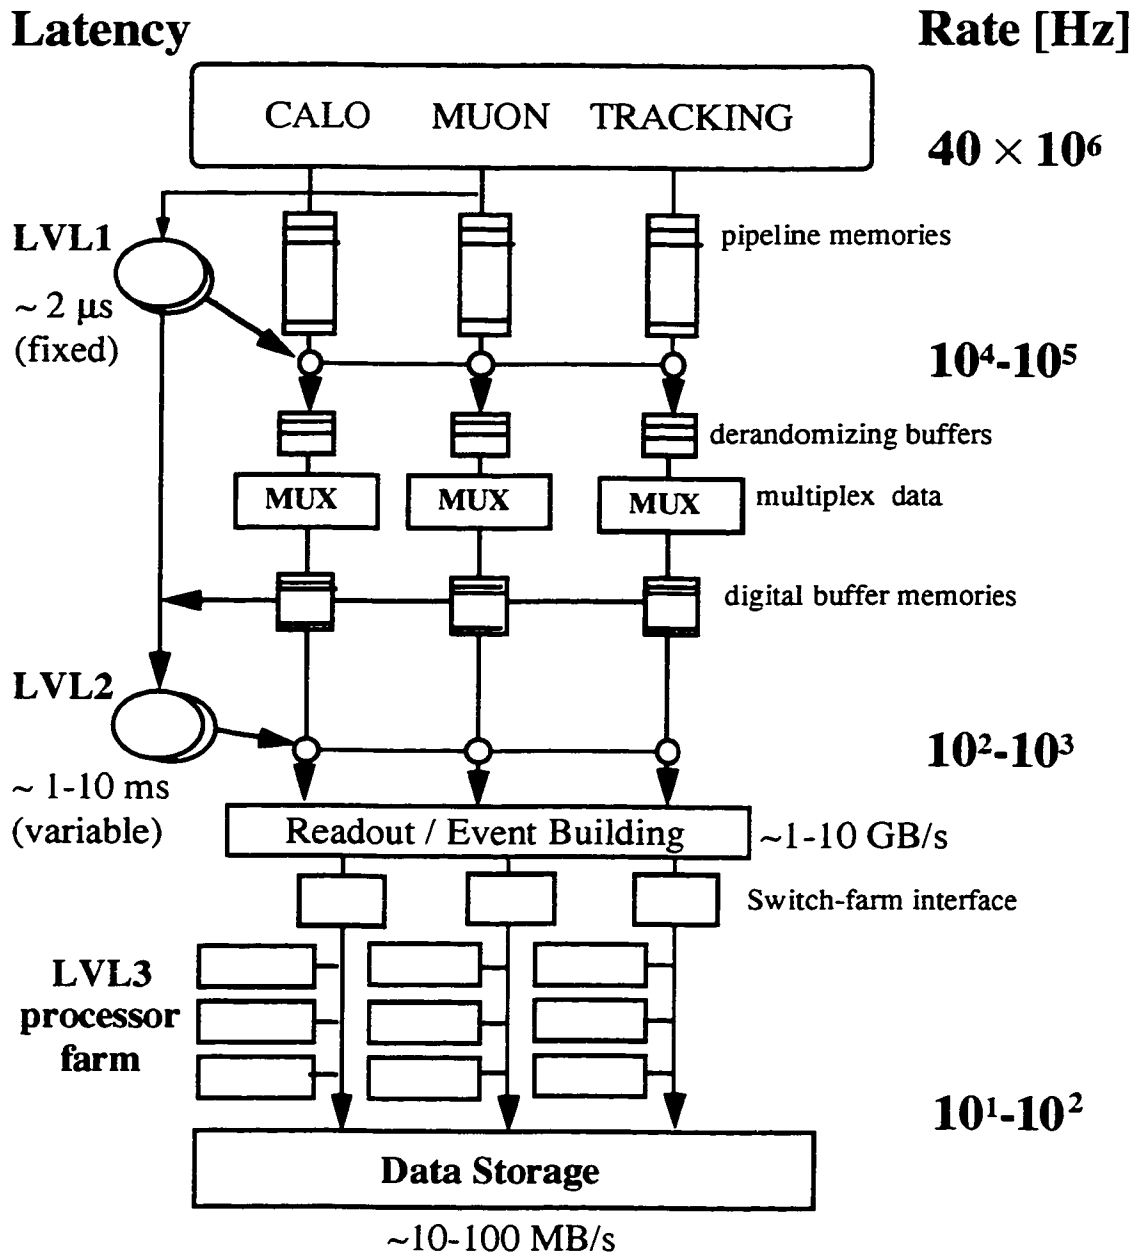 Latency
Rate [Hz]
CALO MUON TRACKING
40 × 10⁶
LVL1
pipeline memories
~ 2 μs
(fixed)
10⁴-10⁵
derandomizing buffers
MUX MUX MUX
multiplex data
digital buffer memories
LVL2
10²-10³
~ 1-10 ms
(variable)
Readout / Event Building
~1-10 GB/s
Switch-farm interface
LVL3
processor
farm
10¹-10²
Data Storage
~10-100 MB/s